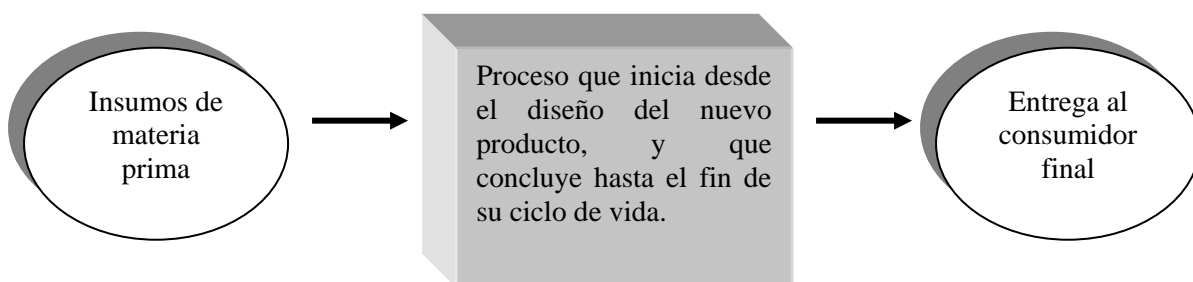 Insumos de
materia
prima
Proceso que inicia desde
el diseño del nuevo
producto, y que
concluye hasta el fin de
su ciclo de vida.
Entrega al
consumidor
final